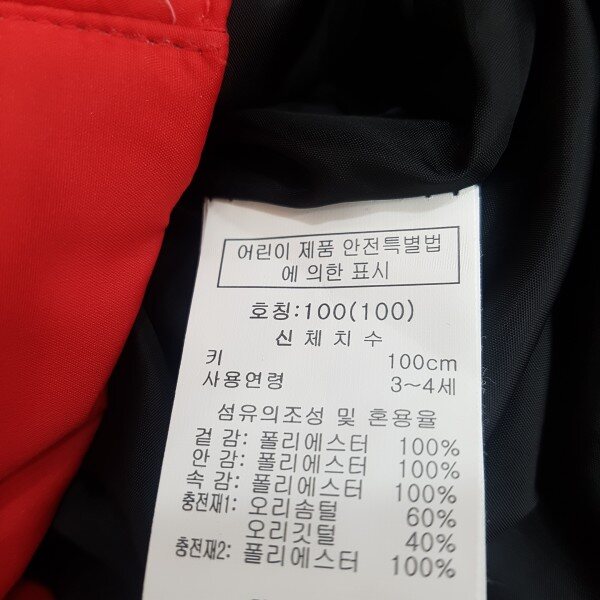 어린이 제품 안전특별법
에 의한 표시
호칭:100(100)
신체치수
키 100cm
사용연령 3~4세
섬유의조성 및 혼용율
겉 감: 폴리에스터 100%
안 감: 폴리에스터 100%
속 감: 폴리에스터 100%
충전재1: 오리솜털 60%
오리깃털 40%
충전재2: 폴리에스터 100%